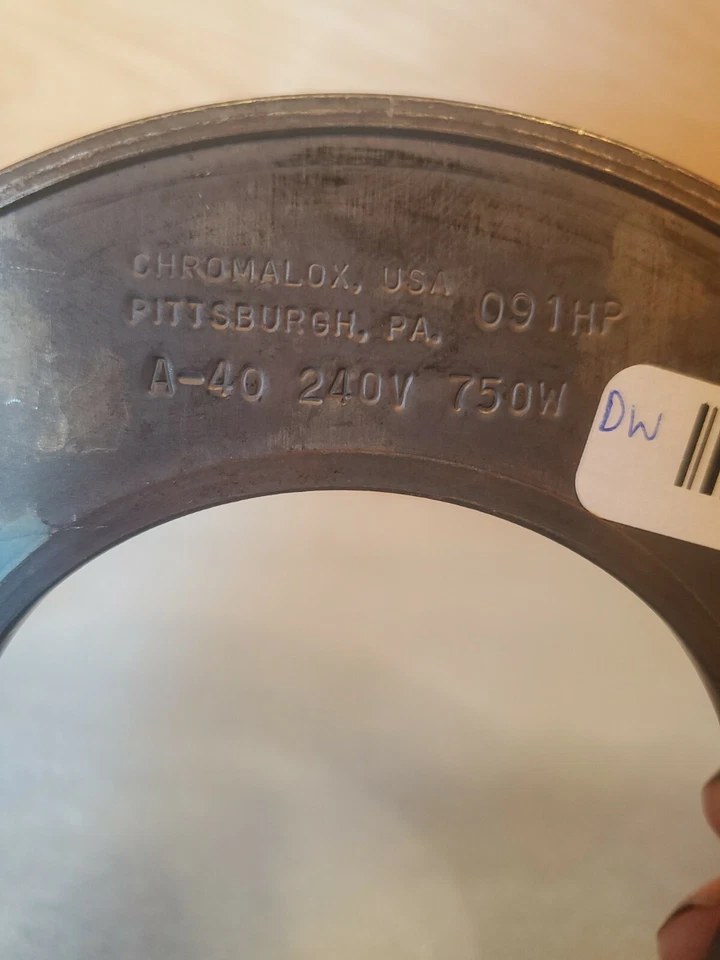 CHROMALOX, USA
PITTSBURGH, PA. 091HP
A-40 240V 750W
DW